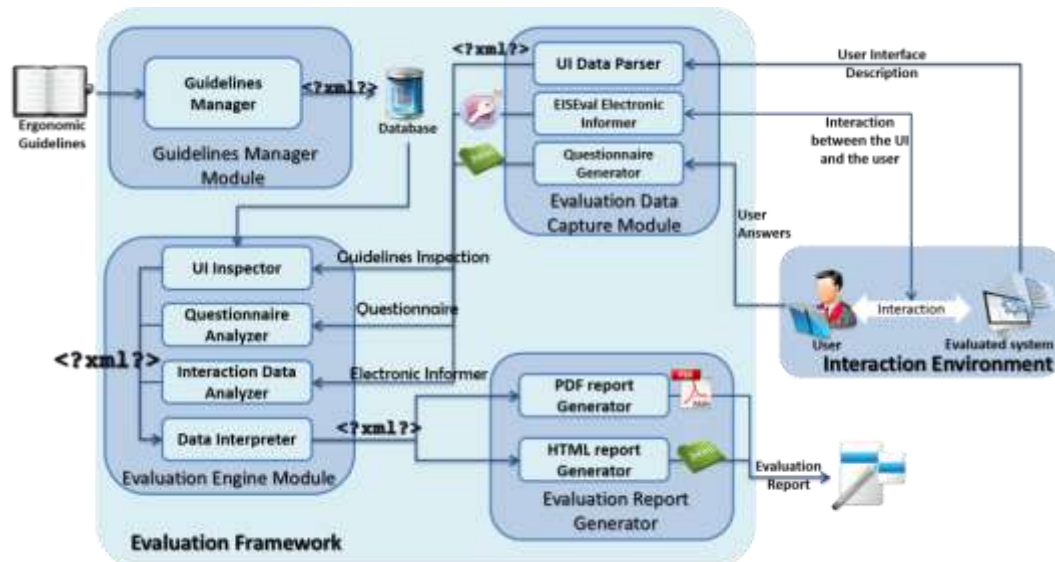 Ergonomic
Guidelines
Guidelines
Manager
<?xml?>
Database
Guidelines Manager
Module
<?xml?>
UI Data Parser
EISEval Electronic
Informer
Questionnaire
Generator
Evaluation Data
Capture Module
User Interface
Description
Interaction
between the UI
and the user
User
Answers
User
Interaction
Evaluated system
Interaction Environment
UI Inspector
Questionnaire
Analyzer
Interaction Data
Analyzer
Data Interpreter
Evaluation Engine Module
<?xml?>
Guidelines Inspection
Questionnaire
Electronic Informer
<?xml?>
PDF report
Generator
HTML report
Generator
Evaluation Report
Generator
Evaluation
Report
Evaluation Framework